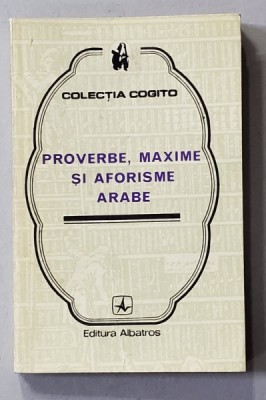 COLECȚIA COGITO
PROVERBE, MAXIME
ȘI AFORISME
ARABE
Editura Albatros